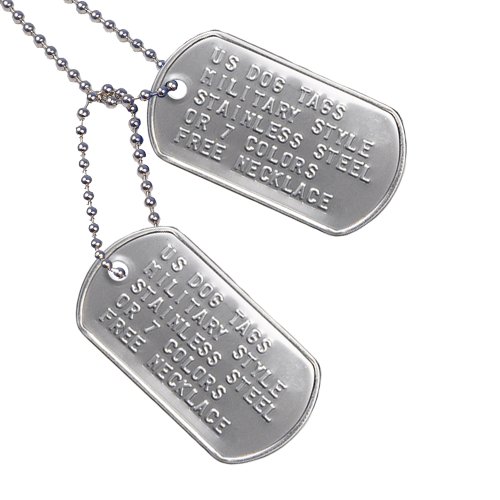 US DOG TAGS
MILITARY STYLE
STAINLESS STEEL
OR 7 COLORS
FREE NECKLACE
US DOG TAGS
MILITARY STYLE
STAINLESS STEEL
OR 7 COLORS
FREE NECKLACE